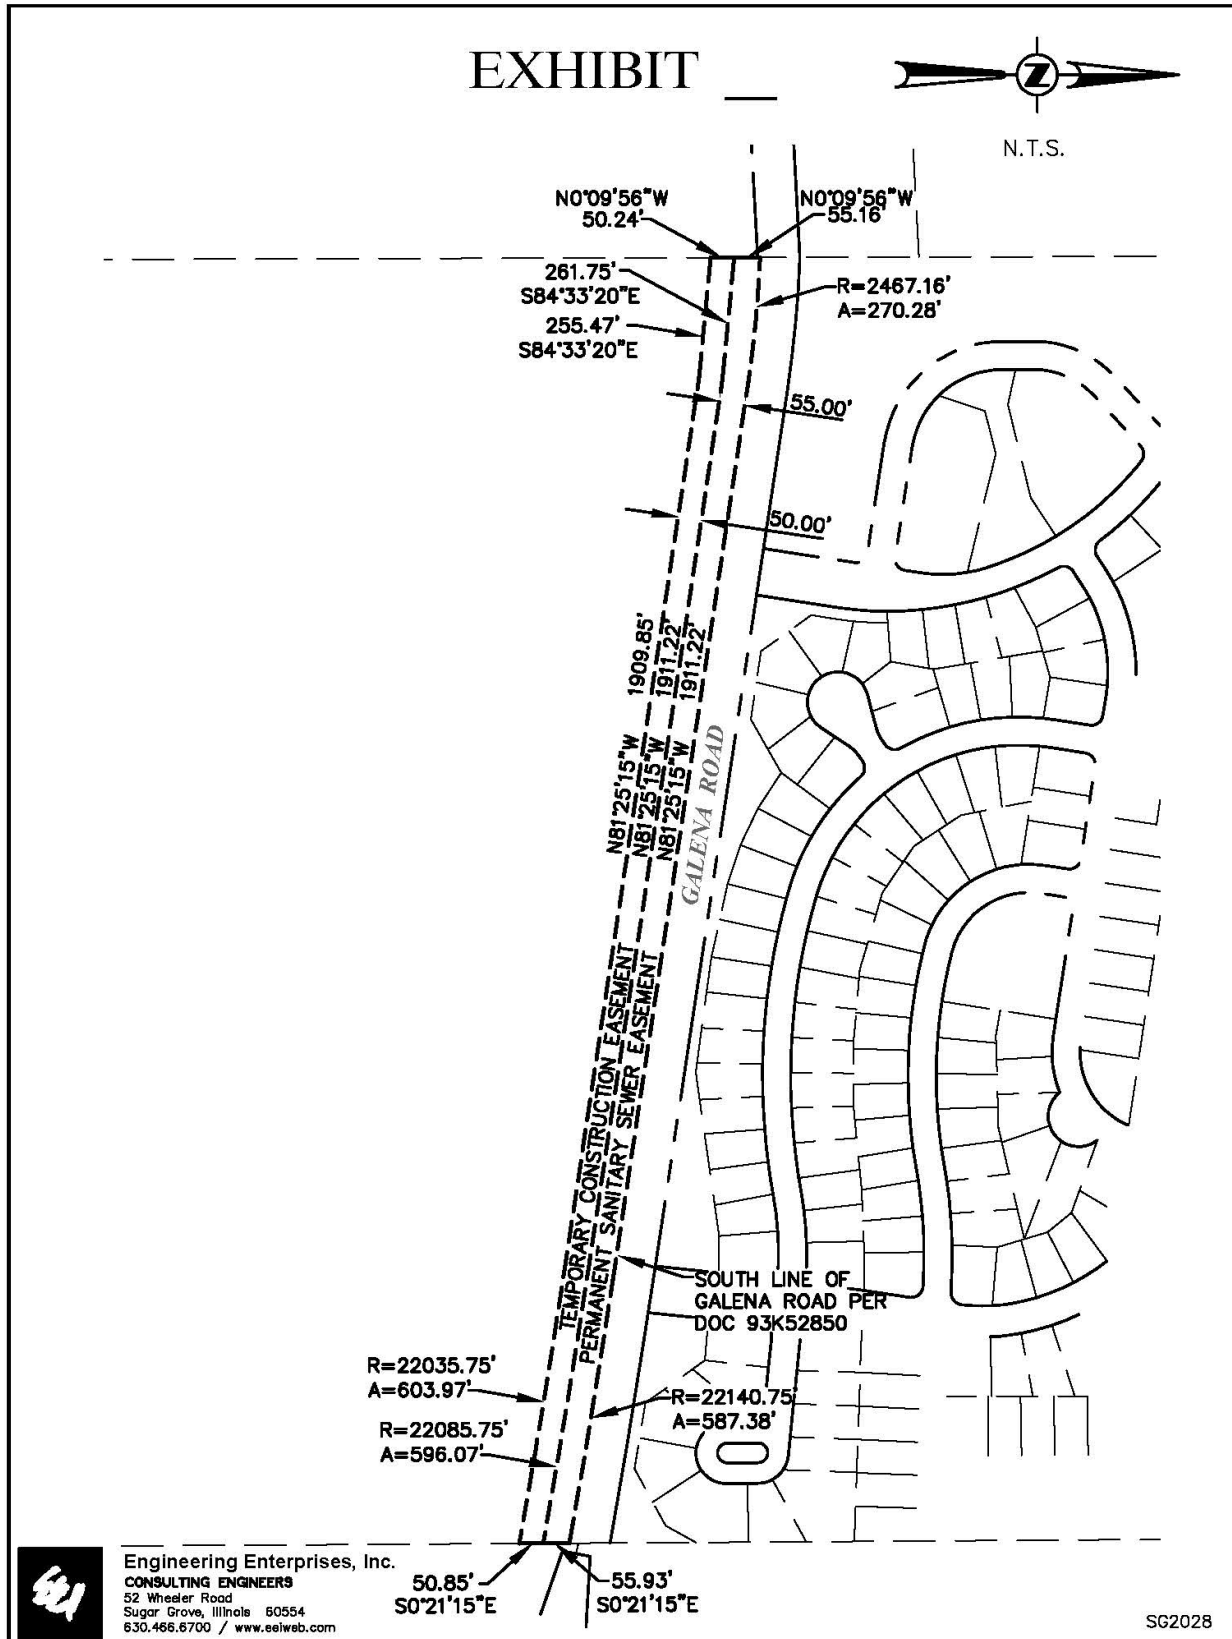 EXHIBIT __
N.T.S.
N0°09'56"W
50.24'
N0°09'56"W
55.16'
261.75'
S84°33'20"E
255.47'
S84°33'20"E
R=2467.16'
A=270.28'
55.00'
50.00'
1909.85'
1911.22'
1911.22'
N81°25'15"W
N81°25'15"W
N81°25'15"W
GALENA ROAD
TEMPORARY CONSTRUCTION EASEMENT
PERMANENT SANITARY SEWER EASEMENT
SOUTH LINE OF
GALENA ROAD PER
DOC 93K52850
R=22035.75'
A=603.97'
R=22085.75'
A=596.07'
R=22140.75'
A=587.38'
50.85'
S0°21'15"E
55.93'
S0°21'15"E
Engineering Enterprises, Inc.
CONSULTING ENGINEERS
52 Wheeler Road
Sugar Grove, Illinois 60554
630.466.6700 / www.eeiweb.com
SG2028